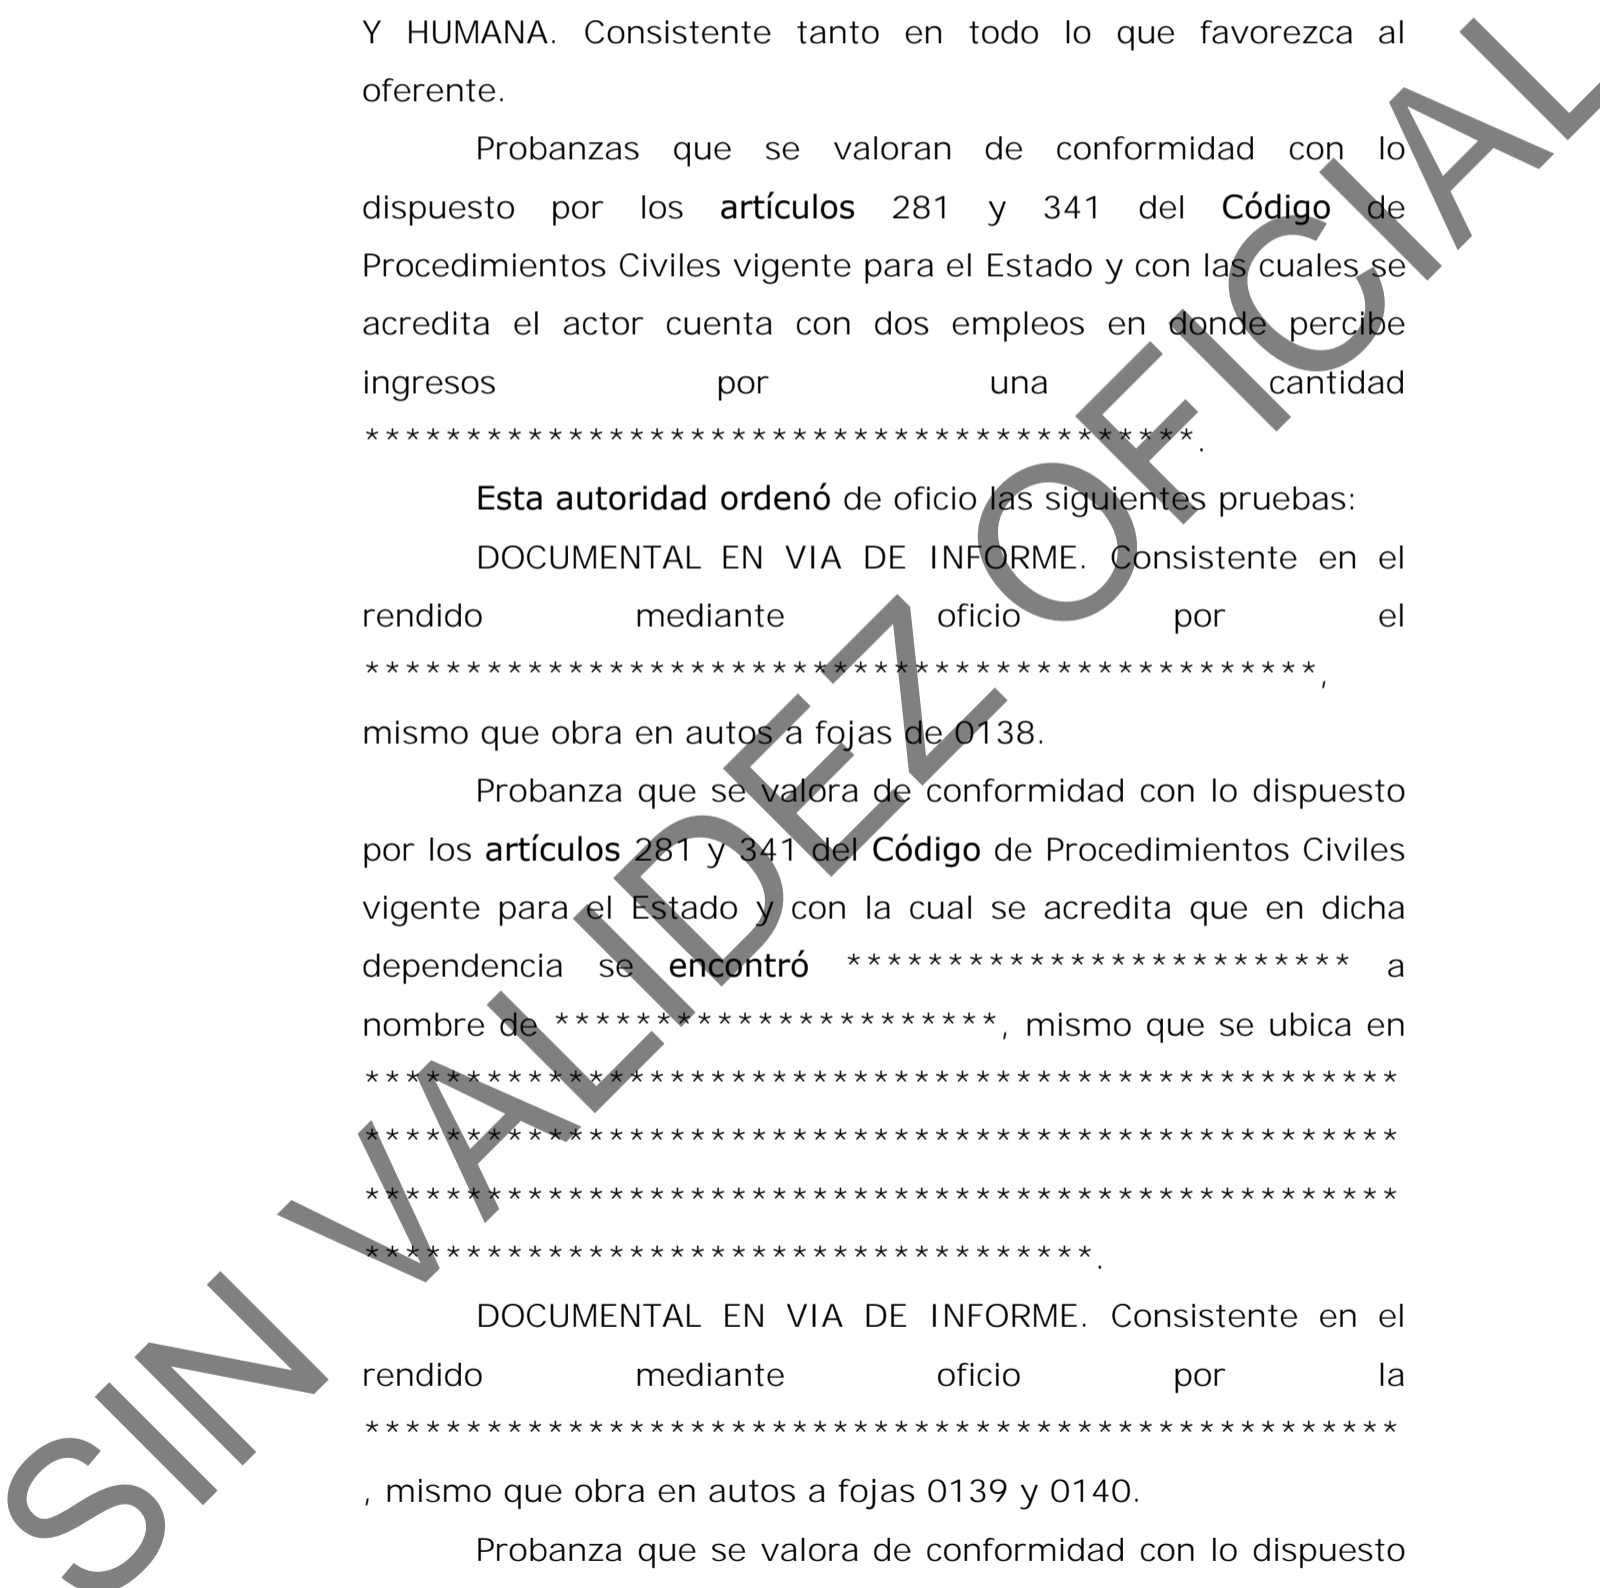 Y HUMANA. Consistente tanto en todo lo que favorezca al
oferente.
Probanzas que se valoran de conformidad con lo
dispuesto por los artículos 281 y 341 del Código de
Procedimientos Civiles vigente para el Estado y con las cuales se
acredita el actor cuenta con dos empleos en donde percibe
ingresos por una cantidad
*****************************************.
Esta autoridad ordenó de oficio las siguientes pruebas:
DOCUMENTAL EN VIA DE INFORME. Consistente en el
rendido mediante oficio por el
***********************************************,
mismo que obra en autos a fojas de 0138.
Probanza que se valora de conformidad con lo dispuesto
por los artículos 281 y 341 del Código de Procedimientos Civiles
vigente para el Estado y con la cual se acredita que en dicha
dependencia se encontró ************************* a
nombre de **********************, mismo que se ubica en
***************************************************
***************************************************
***************************************************
************************************.
DOCUMENTAL EN VIA DE INFORME. Consistente en el
rendido mediante oficio por la
***************************************************
, mismo que obra en autos a fojas 0139 y 0140.
Probanza que se valora de conformidad con lo dispuesto
SIN VALIDEZ OFICIAL